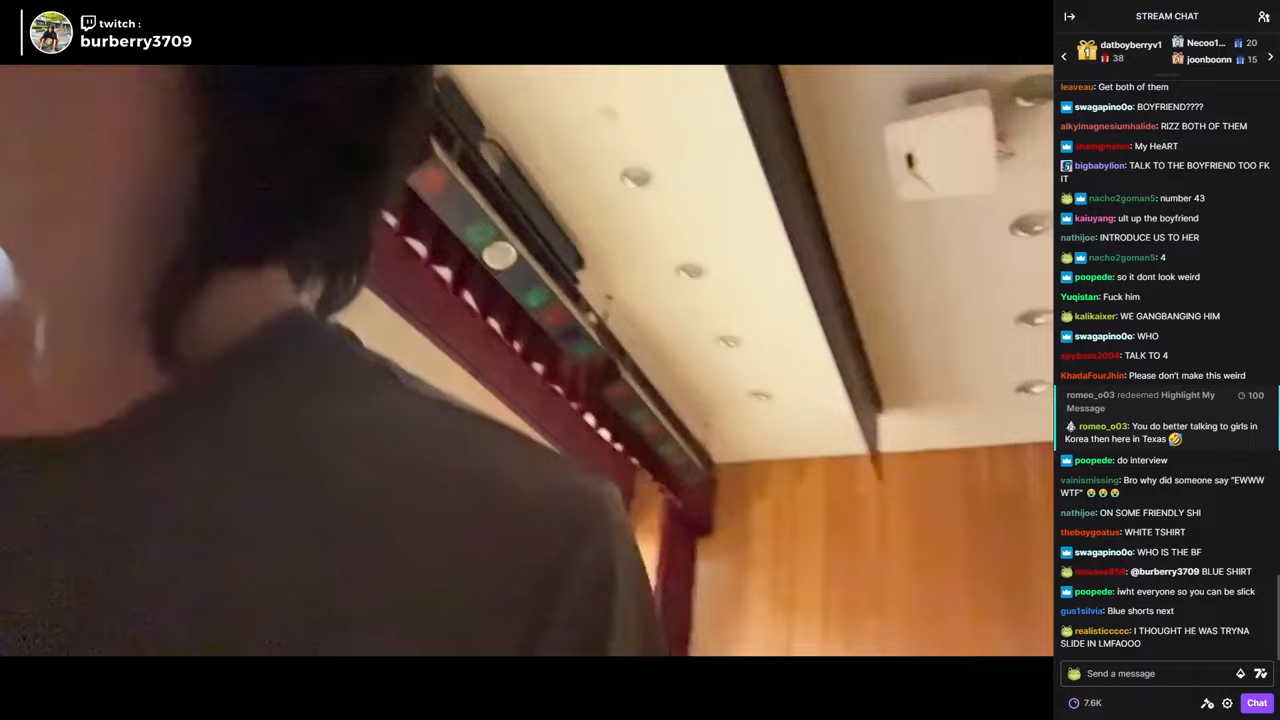 twitch :
burberry3709
STREAM CHAT
1
datboyberryv1
38
2 Necoo1... 20
3 joonboonn 15
leaveau: Get both of them
swagapino0o: BOYFRIEND????
alkylmagnesiumhalide: RIZZ BOTH OF THEM
: My HeART
bigbabylion: TALK TO THE BOYFRIEND TOO FK
IT
nacho2goman5: number 43
kaiuyang: ult up the boyfriend
nathijoe: INTRODUCE US TO HER
nacho2goman5: 4
poopede: so it dont look weird
Yuqistan: Fuck him
kalikaixer: WE GANGBANGING HIM
swagapino0o: WHO
spyboss2004: TALK TO 4
KhadaFourJhin: Please don't make this weird
romeo_o03 redeemed Highlight My
Message
100
romeo_o03: You do better talking to girls in
Korea then here in Texas 🤣
poopede: do interview
vainismissing: Bro why did someone say "EWWW
WTF" 😭 😭 😭
nathijoe: ON SOME FRIENDLY SHI
theboygoatus: WHITE TSHIRT
swagapino0o: WHO IS THE BF
: @burberry3709 BLUE SHIRT
poopede: iwht everyone so you can be slick
gus1silvia: Blue shorts next
realisticcccc: I THOUGHT HE WAS TRYNA
SLIDE IN LMFAOOO
Send a message
7.6K
Chat